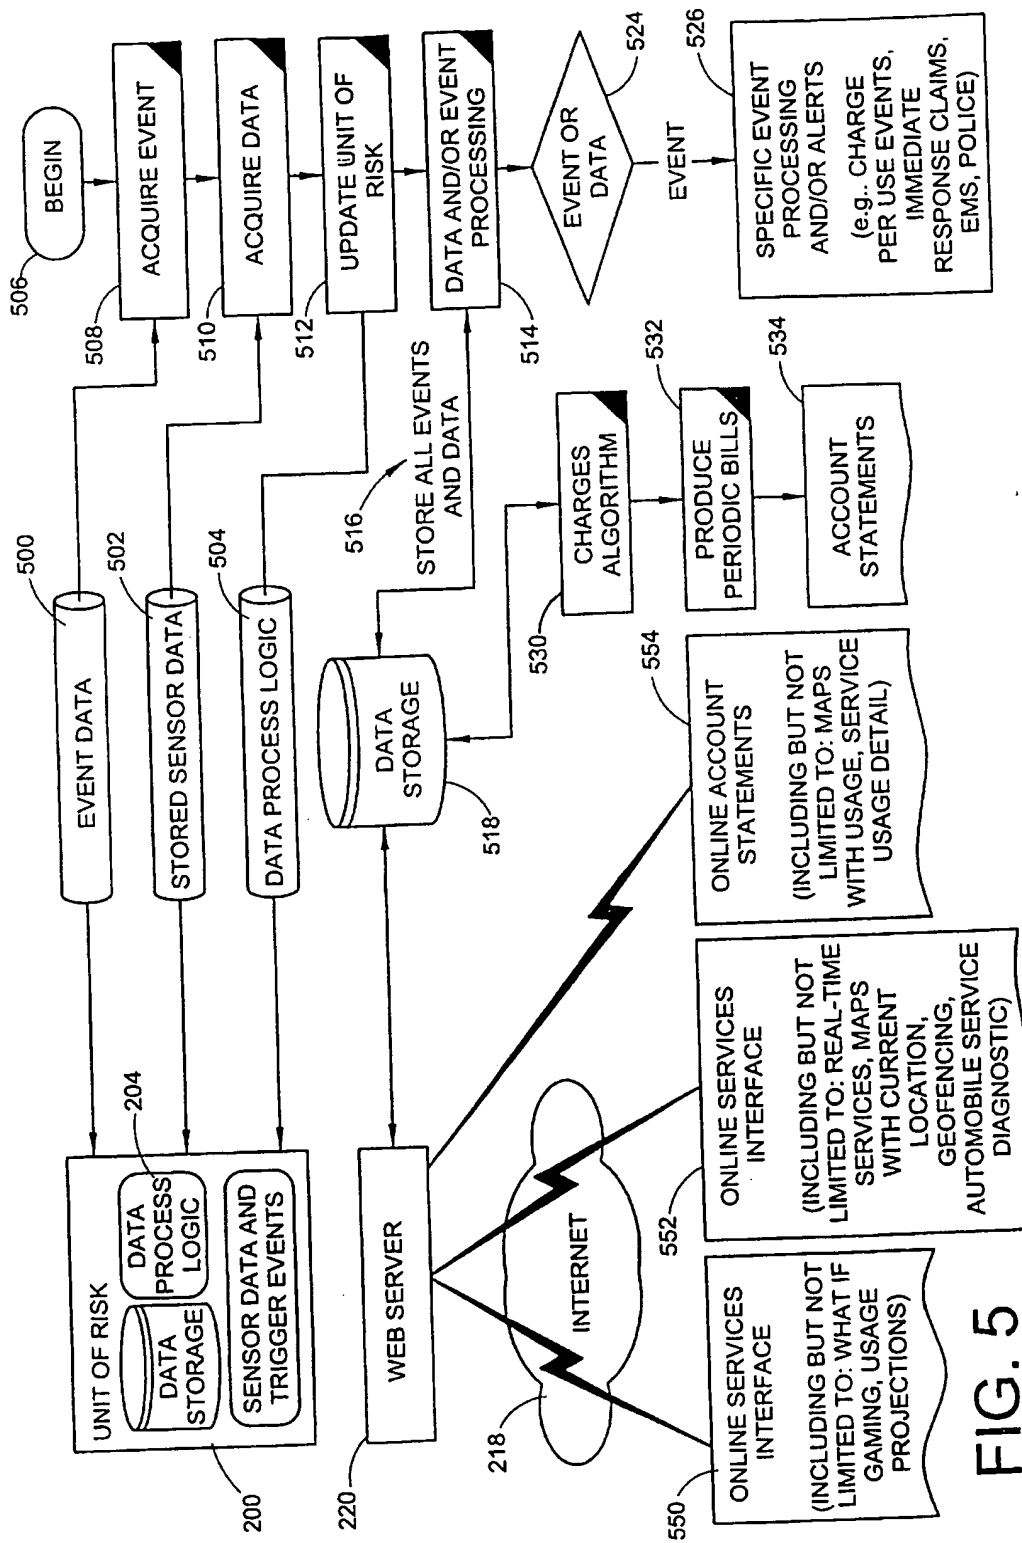 506
BEGIN
500
EVENT DATA
508
ACQUIRE EVENT
502
STORED SENSOR DATA
510
ACQUIRE DATA
504
DATA PROCESS LOGIC
512
UPDATE UNIT OF
RISK
UNIT OF RISK
DATA
STORAGE
204
DATA
PROCESS
LOGIC
SENSOR DATA AND
TRIGGER EVENTS
200
516
STORE ALL EVENTS
AND DATA
DATA AND/OR EVENT
PROCESSING
514
220
WEB SERVER
DATA
STORAGE
518
EVENT OR
DATA
524
EVENT
526
SPECIFIC EVENT
PROCESSING
AND/OR ALERTS
(e.g.. CHARGE
PER USE EVENTS,
IMMEDIATE
RESPONSE CLAIMS,
EMS, POLICE)
530
CHARGES
ALGORITHM
532
PRODUCE
PERIODIC BILLS
534
ACCOUNT
STATEMENTS
218
INTERNET
550
ONLINE SERVICES
INTERFACE
(INCLUDING BUT NOT
LIMITED TO: WHAT IF
GAMING, USAGE
PROJECTIONS)
552
ONLINE SERVICE
INTERFACE
(INCLUDING BUT NOT
LIMITED TO: REAL-TIME
SERVICES, MAPS
WITH CURRENT
LOCATION,
GEOFENCING,
AUTOMOBILE SERVICE
DIAGNOSTIC)
554
ONLINE ACCOUNT
STATEMENTS
(INCLUDING BUT NOT
LIMITED TO: MAPS
WITH USAGE, SERVICE
USAGE DETAIL)
FIG. 5